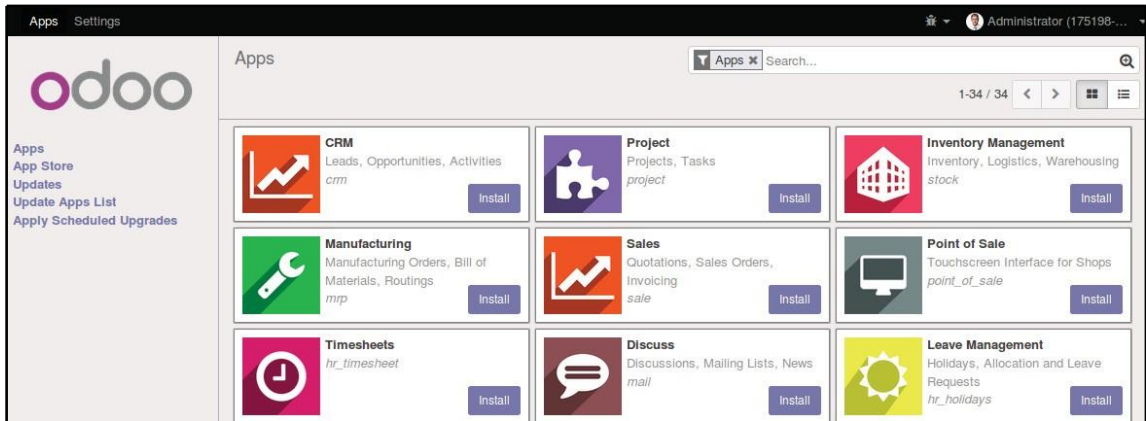 Apps Settings
Administrator (175198-...
odoo
Apps
App Store
Updates
Update Apps List
Apply Scheduled Upgrades
Apps
Apps Search...
1-34 / 34
CRM
Leads, Opportunities, Activities
crm
Install
Project
Projects, Tasks
project
Install
Inventory Management
Inventory, Logistics, Warehousing
stock
Install
Manufacturing
Manufacturing Orders, Bill of
Materials, Routings
mrp
Install
Sales
Quotations, Sales Orders,
Invoicing
sale
Install
Point of Sale
Touchscreen Interface for Shops
point_of_sale
Install
Timesheets
hr_timesheet
Install
Discuss
Discussions, Mailing Lists, News
mail
Install
Leave Management
Holidays, Allocation and Leave
Requests
hr_holidays
Install